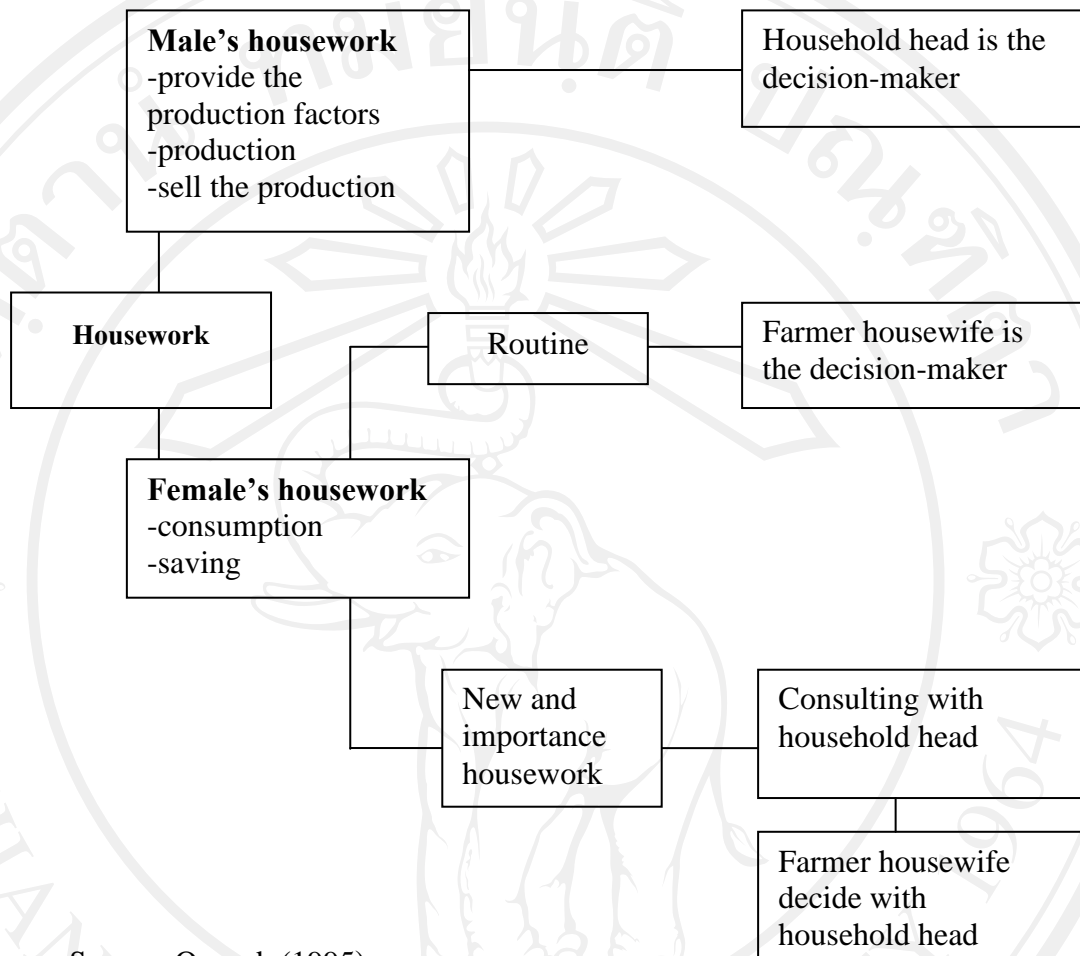 Male’s housework
-provide the
production factors
-production
-sell the production
Household head is the
decision-maker
Housework
Routine
Farmer housewife is
the decision-maker
Female’s housework
-consumption
-saving
New and
importance
housework
Consulting with
household head
Farmer housewife
decide with
household head
(1995)
1964